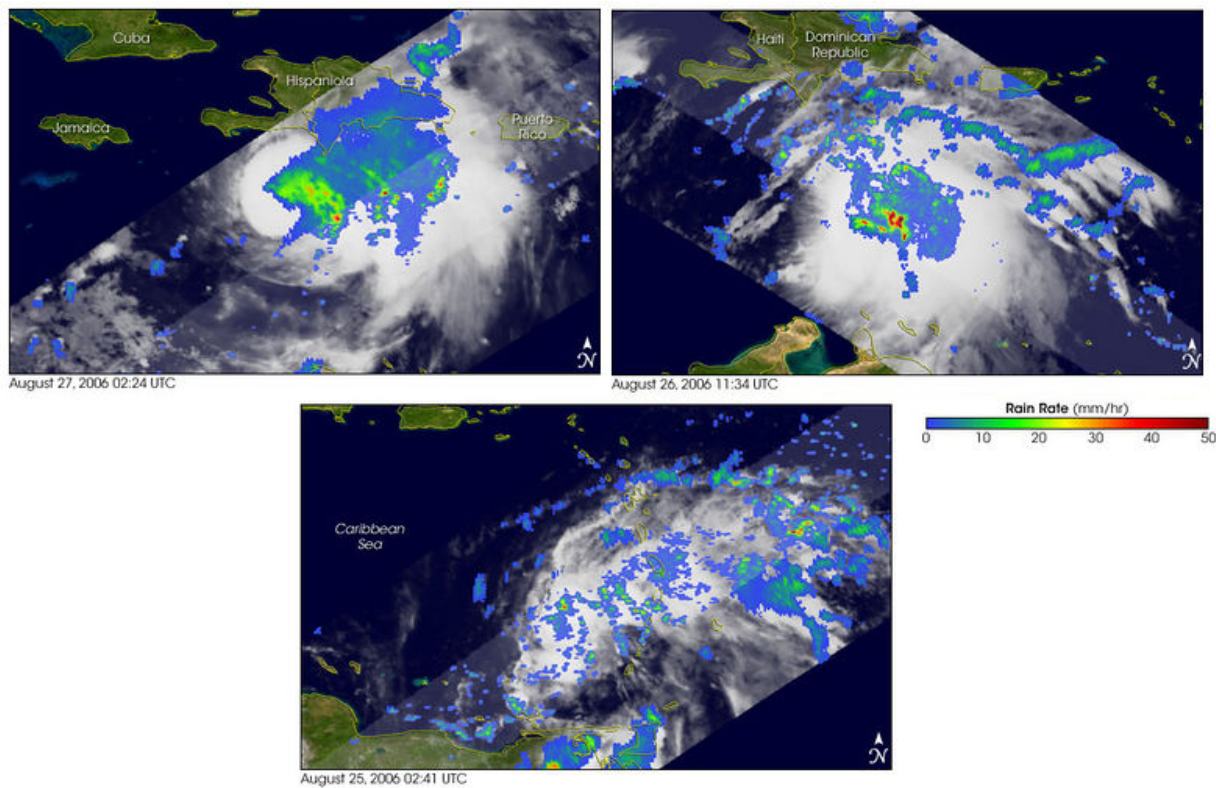 Cuba
Hispaniola
Jamaica
Puerto
Rico
N
August 27, 2006 02:24 UTC
Haiti
Dominican
Republic
N
August 26, 2006 11:34 UTC
Rain Rate (mm/hr)
0 10 20 30 40 50
Caribbean
Sea
N
August 25, 2006 02:41 UTC